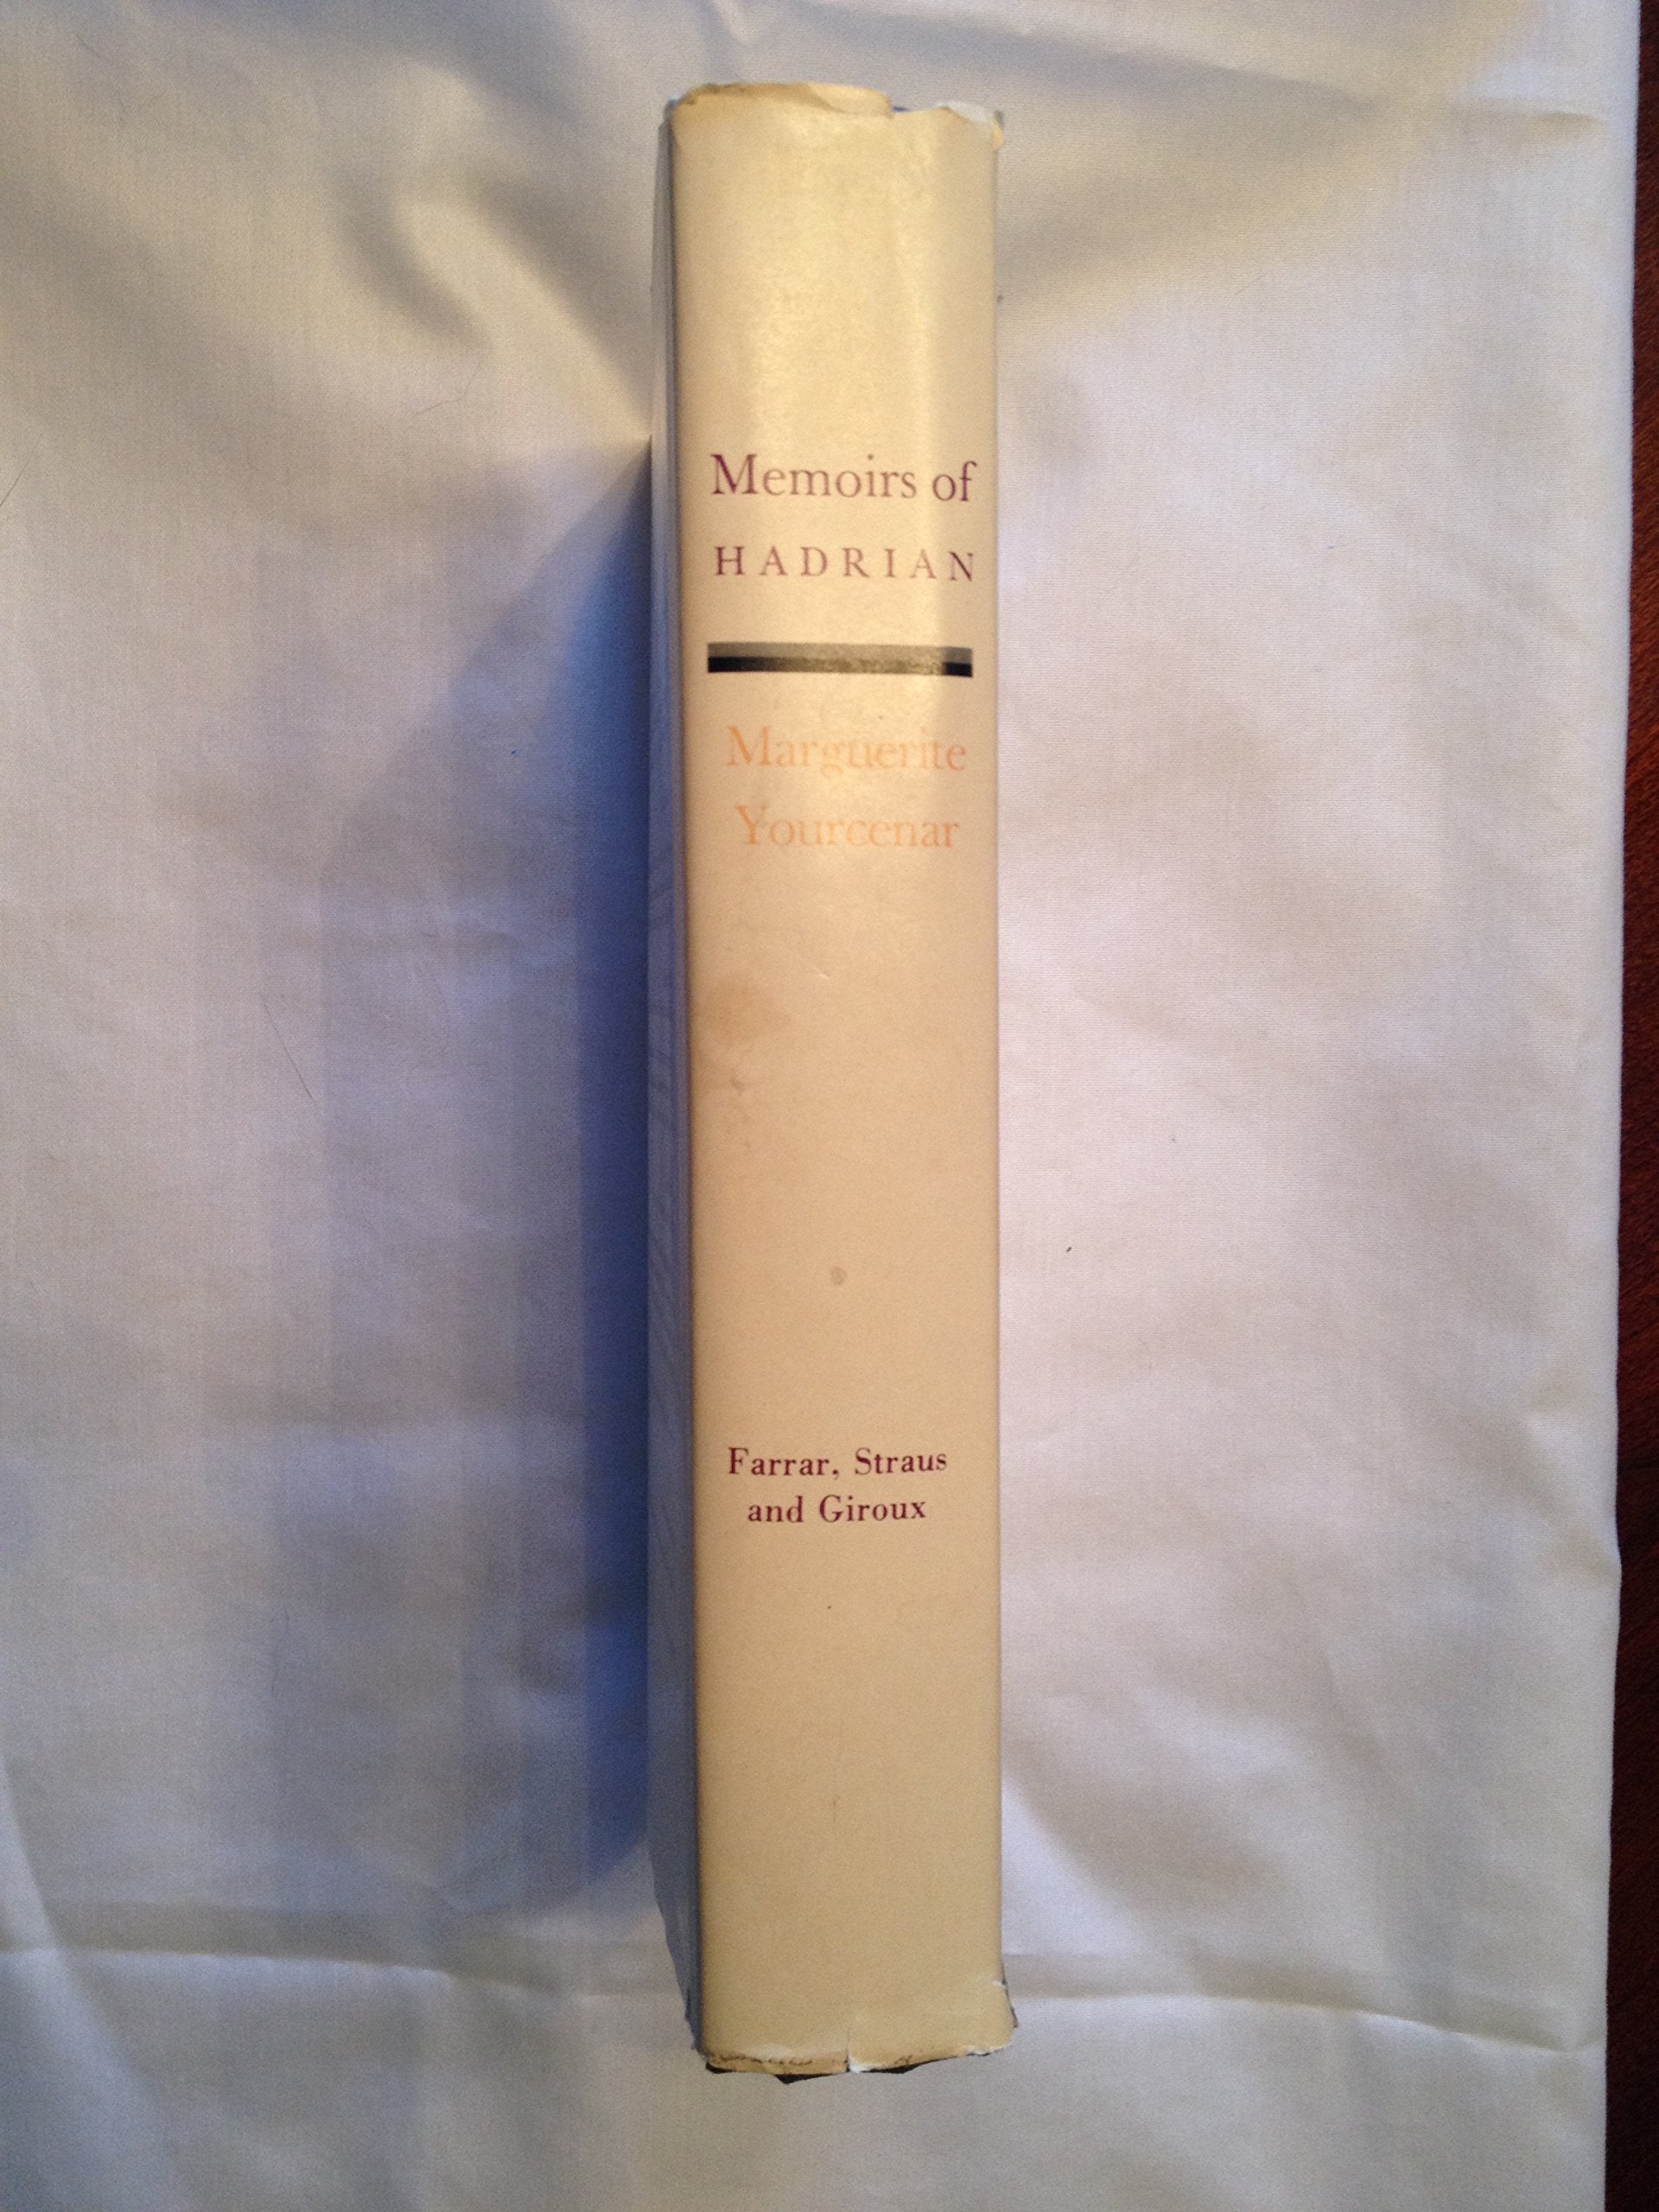 Memoirs of
HADRIAN
Marguerite
Yourcenar
Farrar, Straus
and Giroux